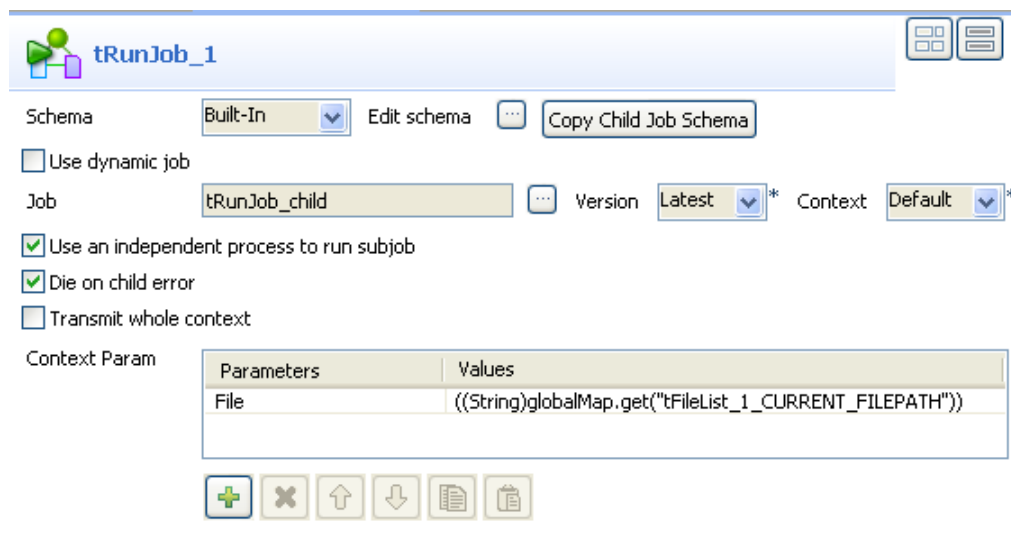 tRunJob_1
Schema Built-In Edit schema ... Copy Child Job Schema
Use dynamic job
Job tRunJob_child ... Version Latest * Context Default *
Use an independent process to run subjob
Die on child error
Transmit whole context
Context Param
Parameters Values
File ((String)globalMap.get("tFileList_1_CURRENT_FILEPATH"))